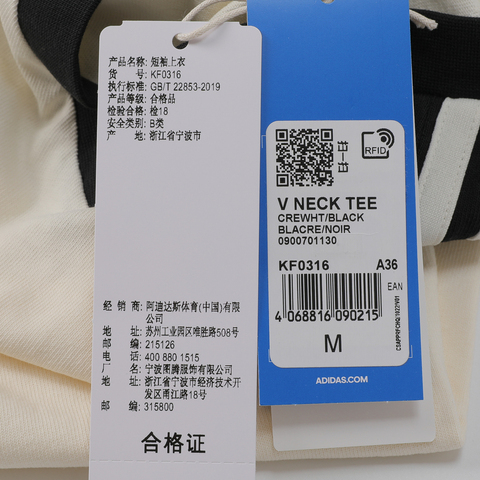 产品名称: 短袖上衣
货 号: KF0316
执行标准: GB/T 22853-2019
产品等级: 合格品
检验合格: 检18
安全类别: B类
产 地: 浙江省宁波市
经 销 商: 阿迪达斯体育(中国)有限
公司
地 址: 苏州工业园区唯胜路508号
邮 编: 215126
电 话: 400 880 1515
厂 名: 宁波图腾服饰有限公司
地 址: 浙江省宁波市经济技术开
发区甬江路18号
邮 编: 315800
合格证
RFID
V NECK TEE
CREWHT/BLACK
BLACRE/NOIR
0900701130
KF0316 A36
EAN
4 068816 090215
M
ADIDAS.COM